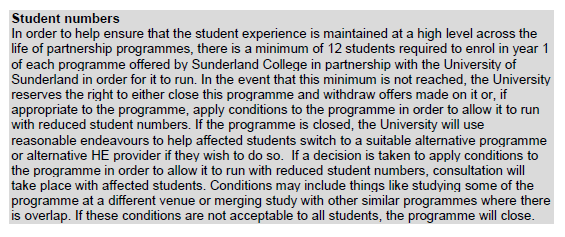 Student numbers
In order to help ensure that the student experience is maintained at a high level across the
life of partnership programmes, there is a minimum of 12 students required to enrol in year 1
of each programme offered by Sunderland College in partnership with the University of
Sunderland in order for it to run. In the event that this minimum is not reached, the University
reserves the right to either close this programme and withdraw offers made on it or, if
appropriate to the programme, apply conditions to the programme in order to allow it to run
with reduced student numbers. If the programme is closed, the University will use
reasonable endeavours to help affected students switch to a suitable alternative programme
or alternative HE provider if they wish to do so.  If a decision is taken to apply conditions to
the programme in order to allow it to run with reduced student numbers, consultation will
take place with affected students. Conditions may include things like studying some of the
programme at a different venue or merging study with other similar programmes where there
is overlap. If these conditions are not acceptable to all students, the programme will close.